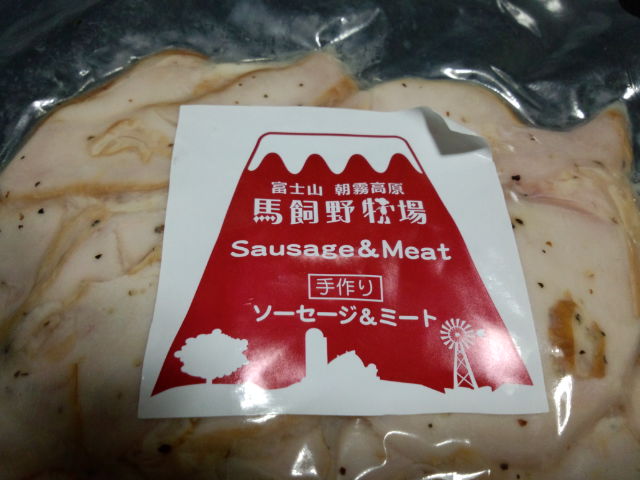 富士山 朝霧高原
馬飼野牧場
Sausage&Meat
手作り
ソーセージ&ミート